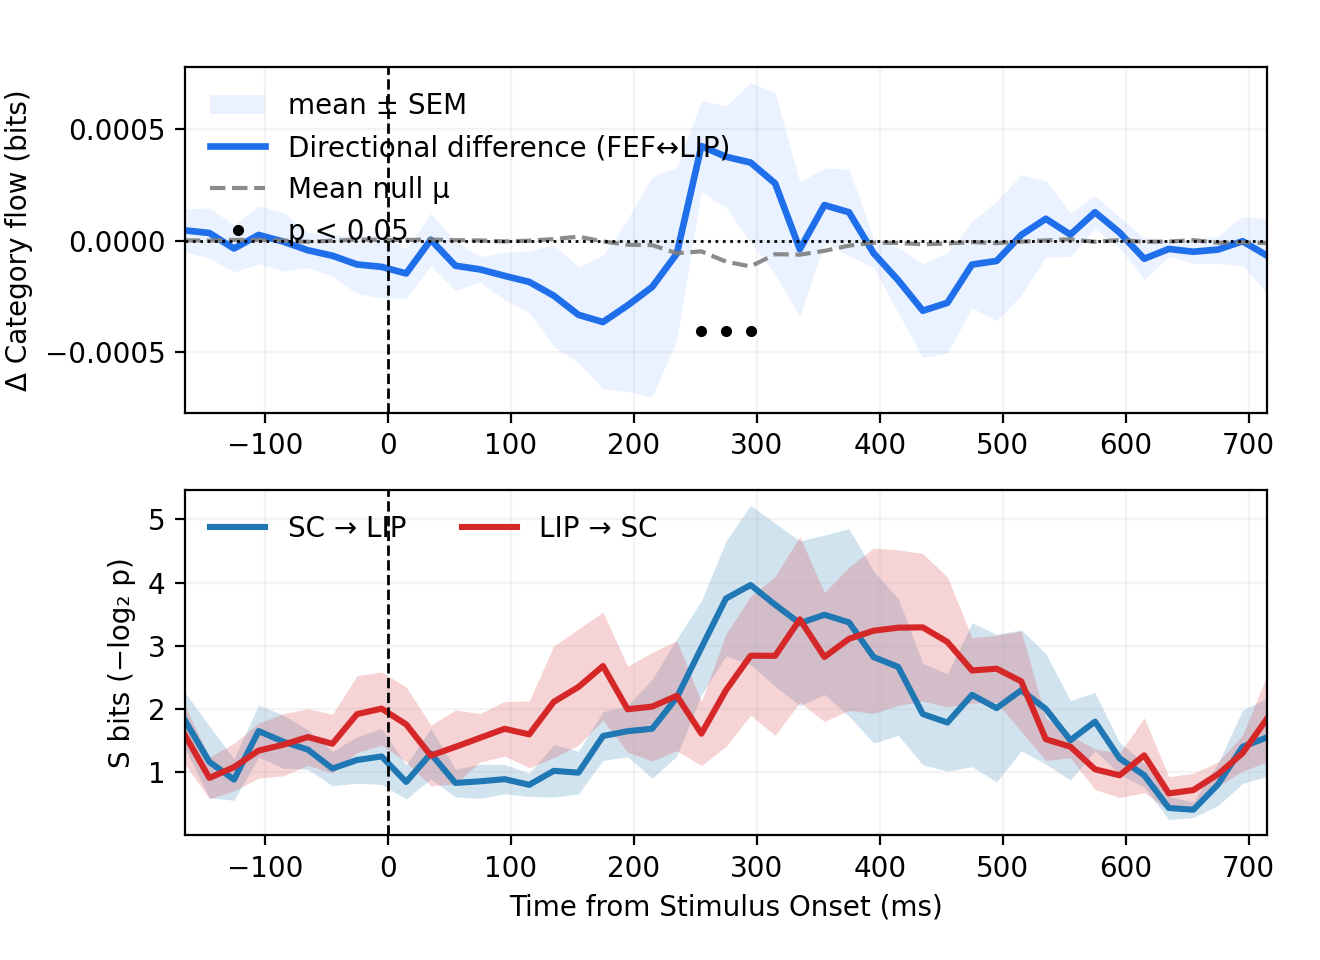 Δ Category flow (bits)
0.0005
0.0000
−0.0005
mean ± SEM
Directional difference (FEF↔LIP)
Mean null μ
p < 0.05
−100 0 100 200 300 400 500 600 700
S bits (−log₂ p)
5
4
3
2
1
SC → LIP LIP → SC
−100 0 100 200 300 400 500 600 700
Time from Stimulus Onset (ms)